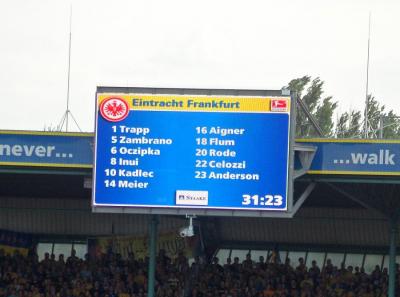 Eintracht Frankfurt
1 Trapp
5 Zambrano
6 Oczipka
8 Inui
10 Kadlec
14 Meier
16 Aigner
18 Flum
20 Rode
22 Celozzi
23 Anderson
31:23
never...
...walk